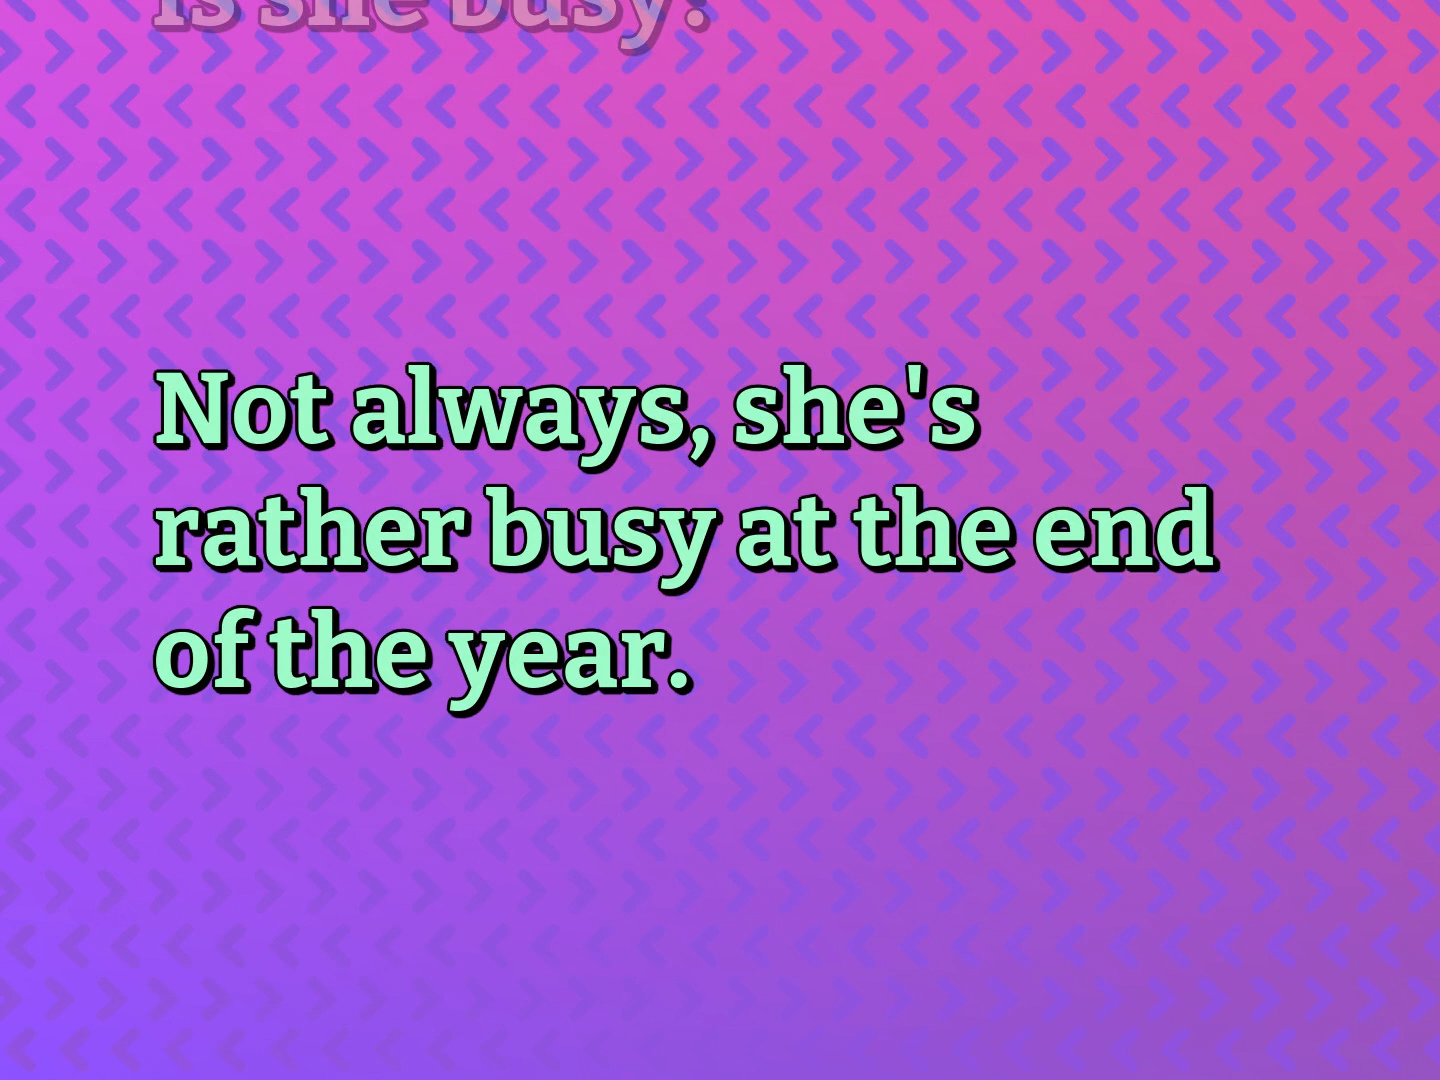 Is she busy?
Not always, she's
rather busy at the end
of the year.